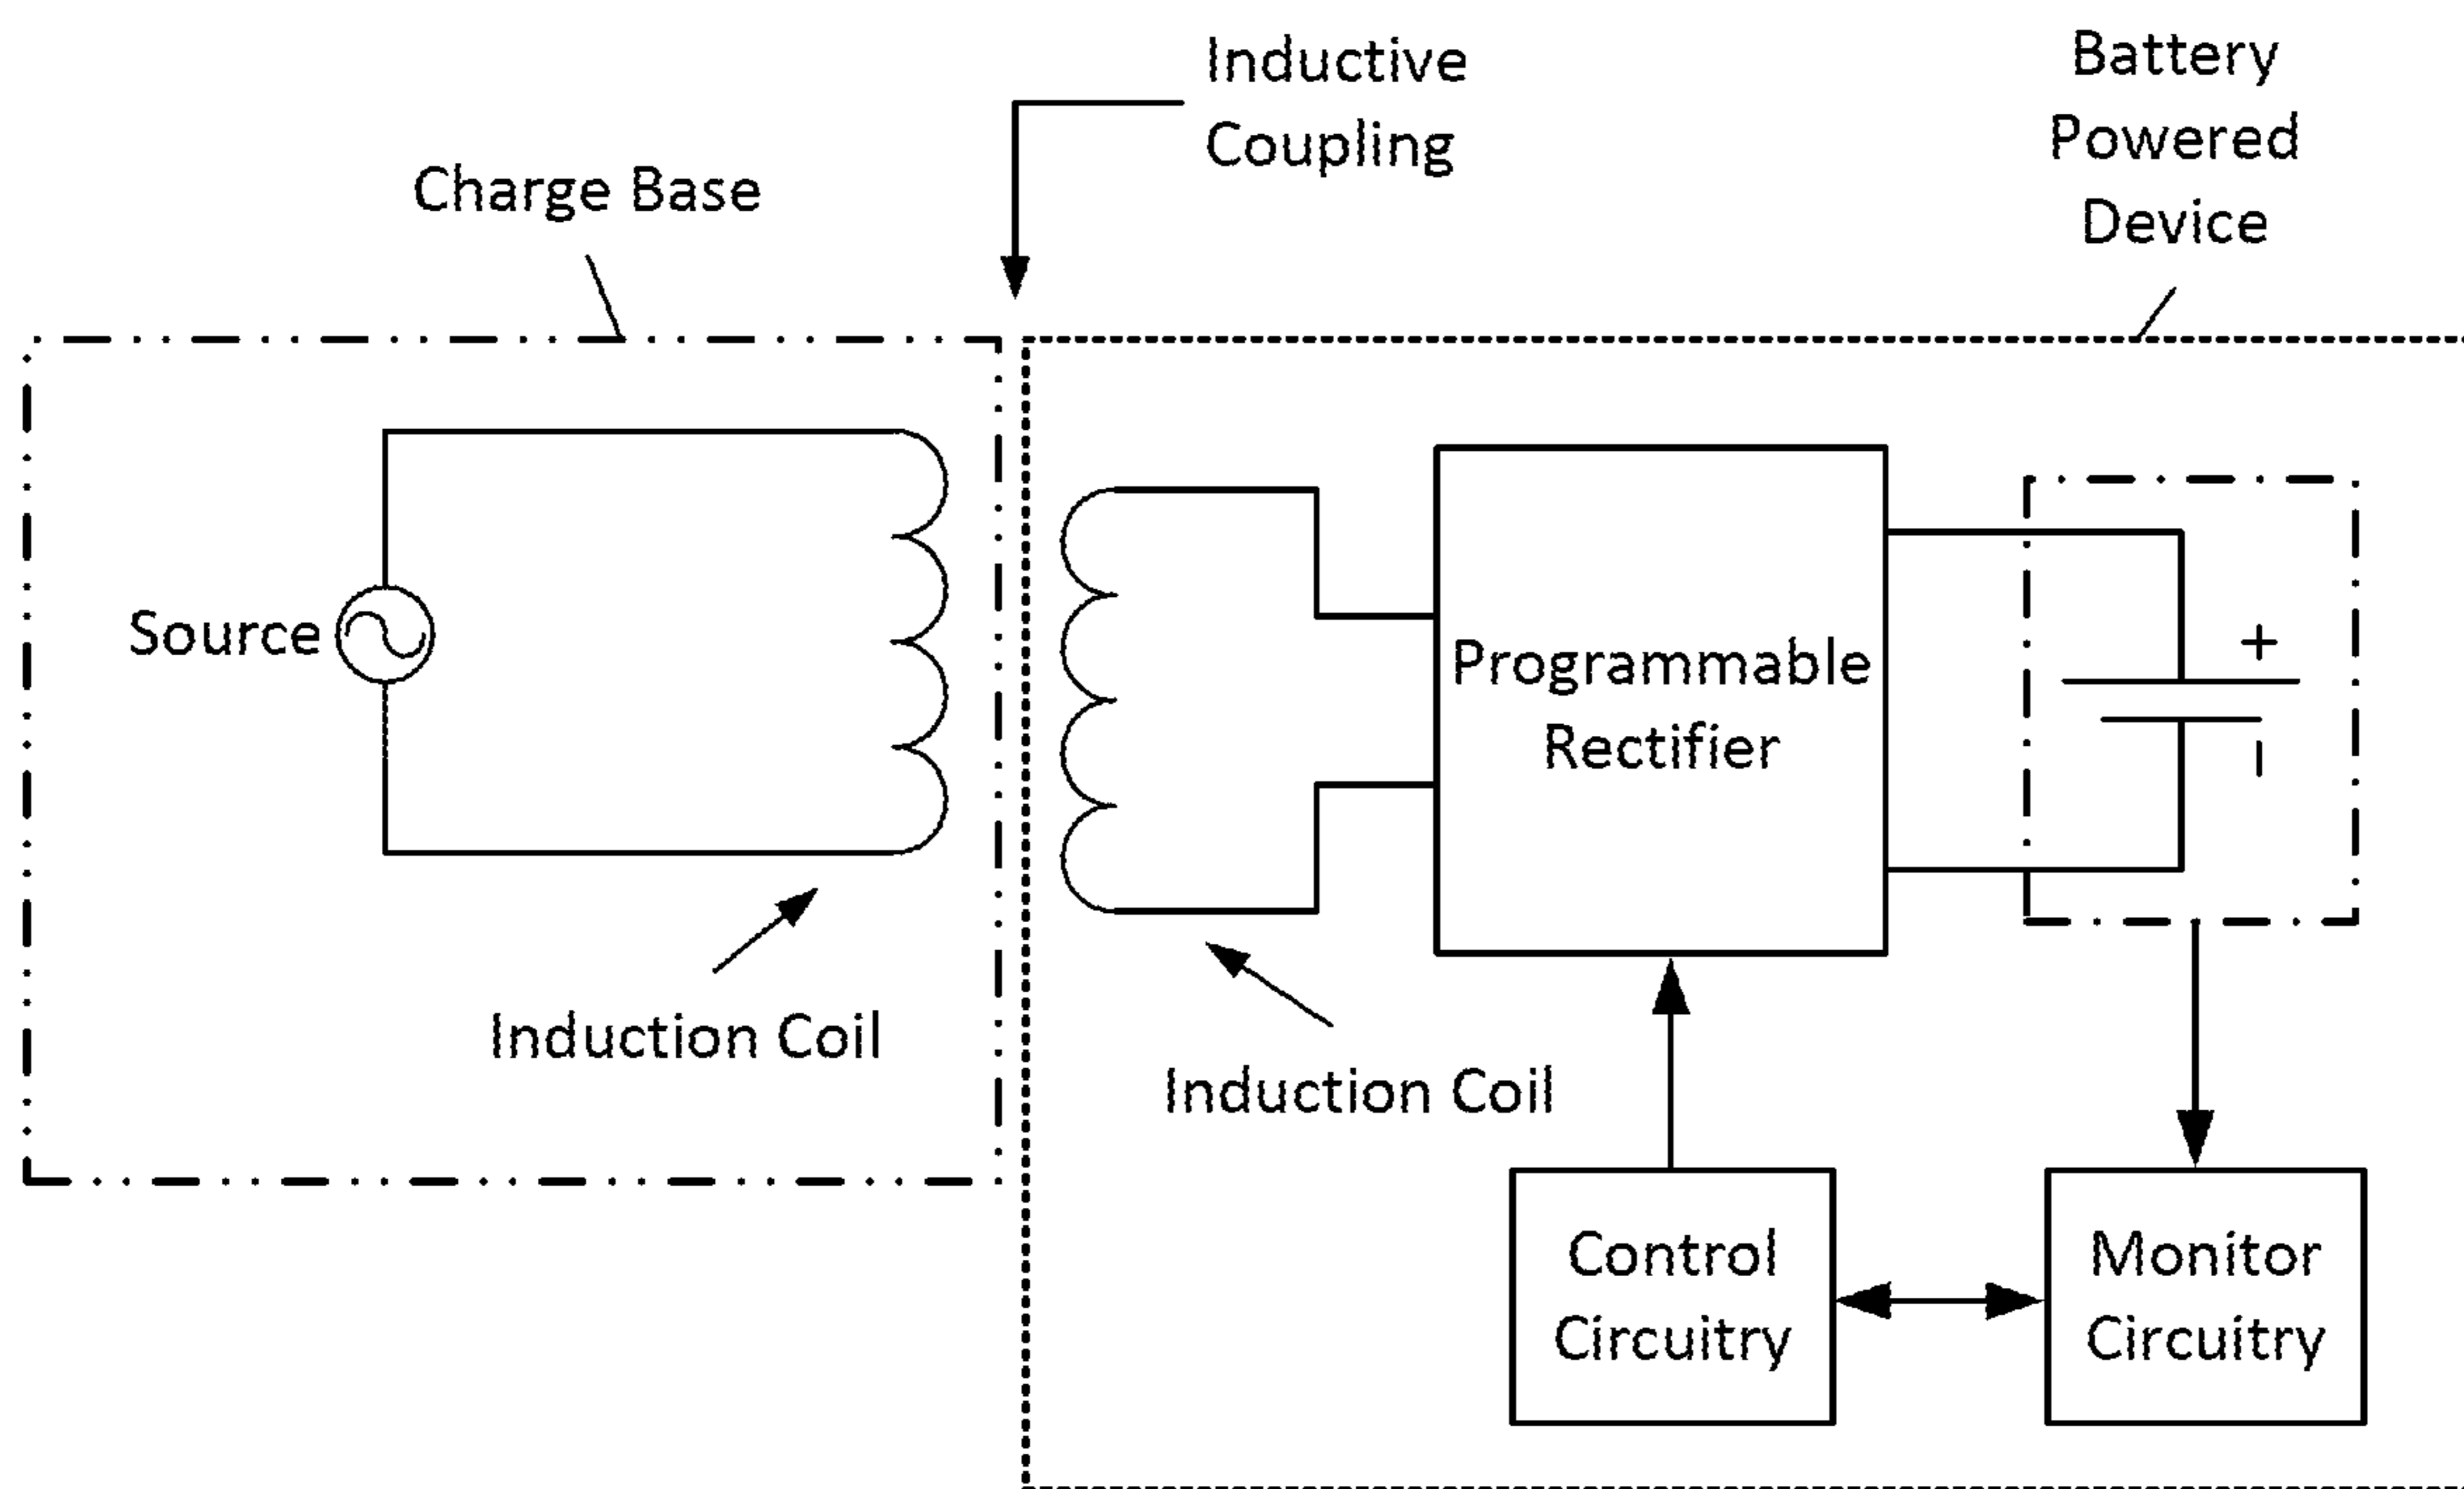 Inductive
Coupling
Battery
Powered
Device
Charge Base
Source
Programmable
Rectifier
+
Induction Coil
Induction Coil
Control
Circuitry
Monitor
Circuitry